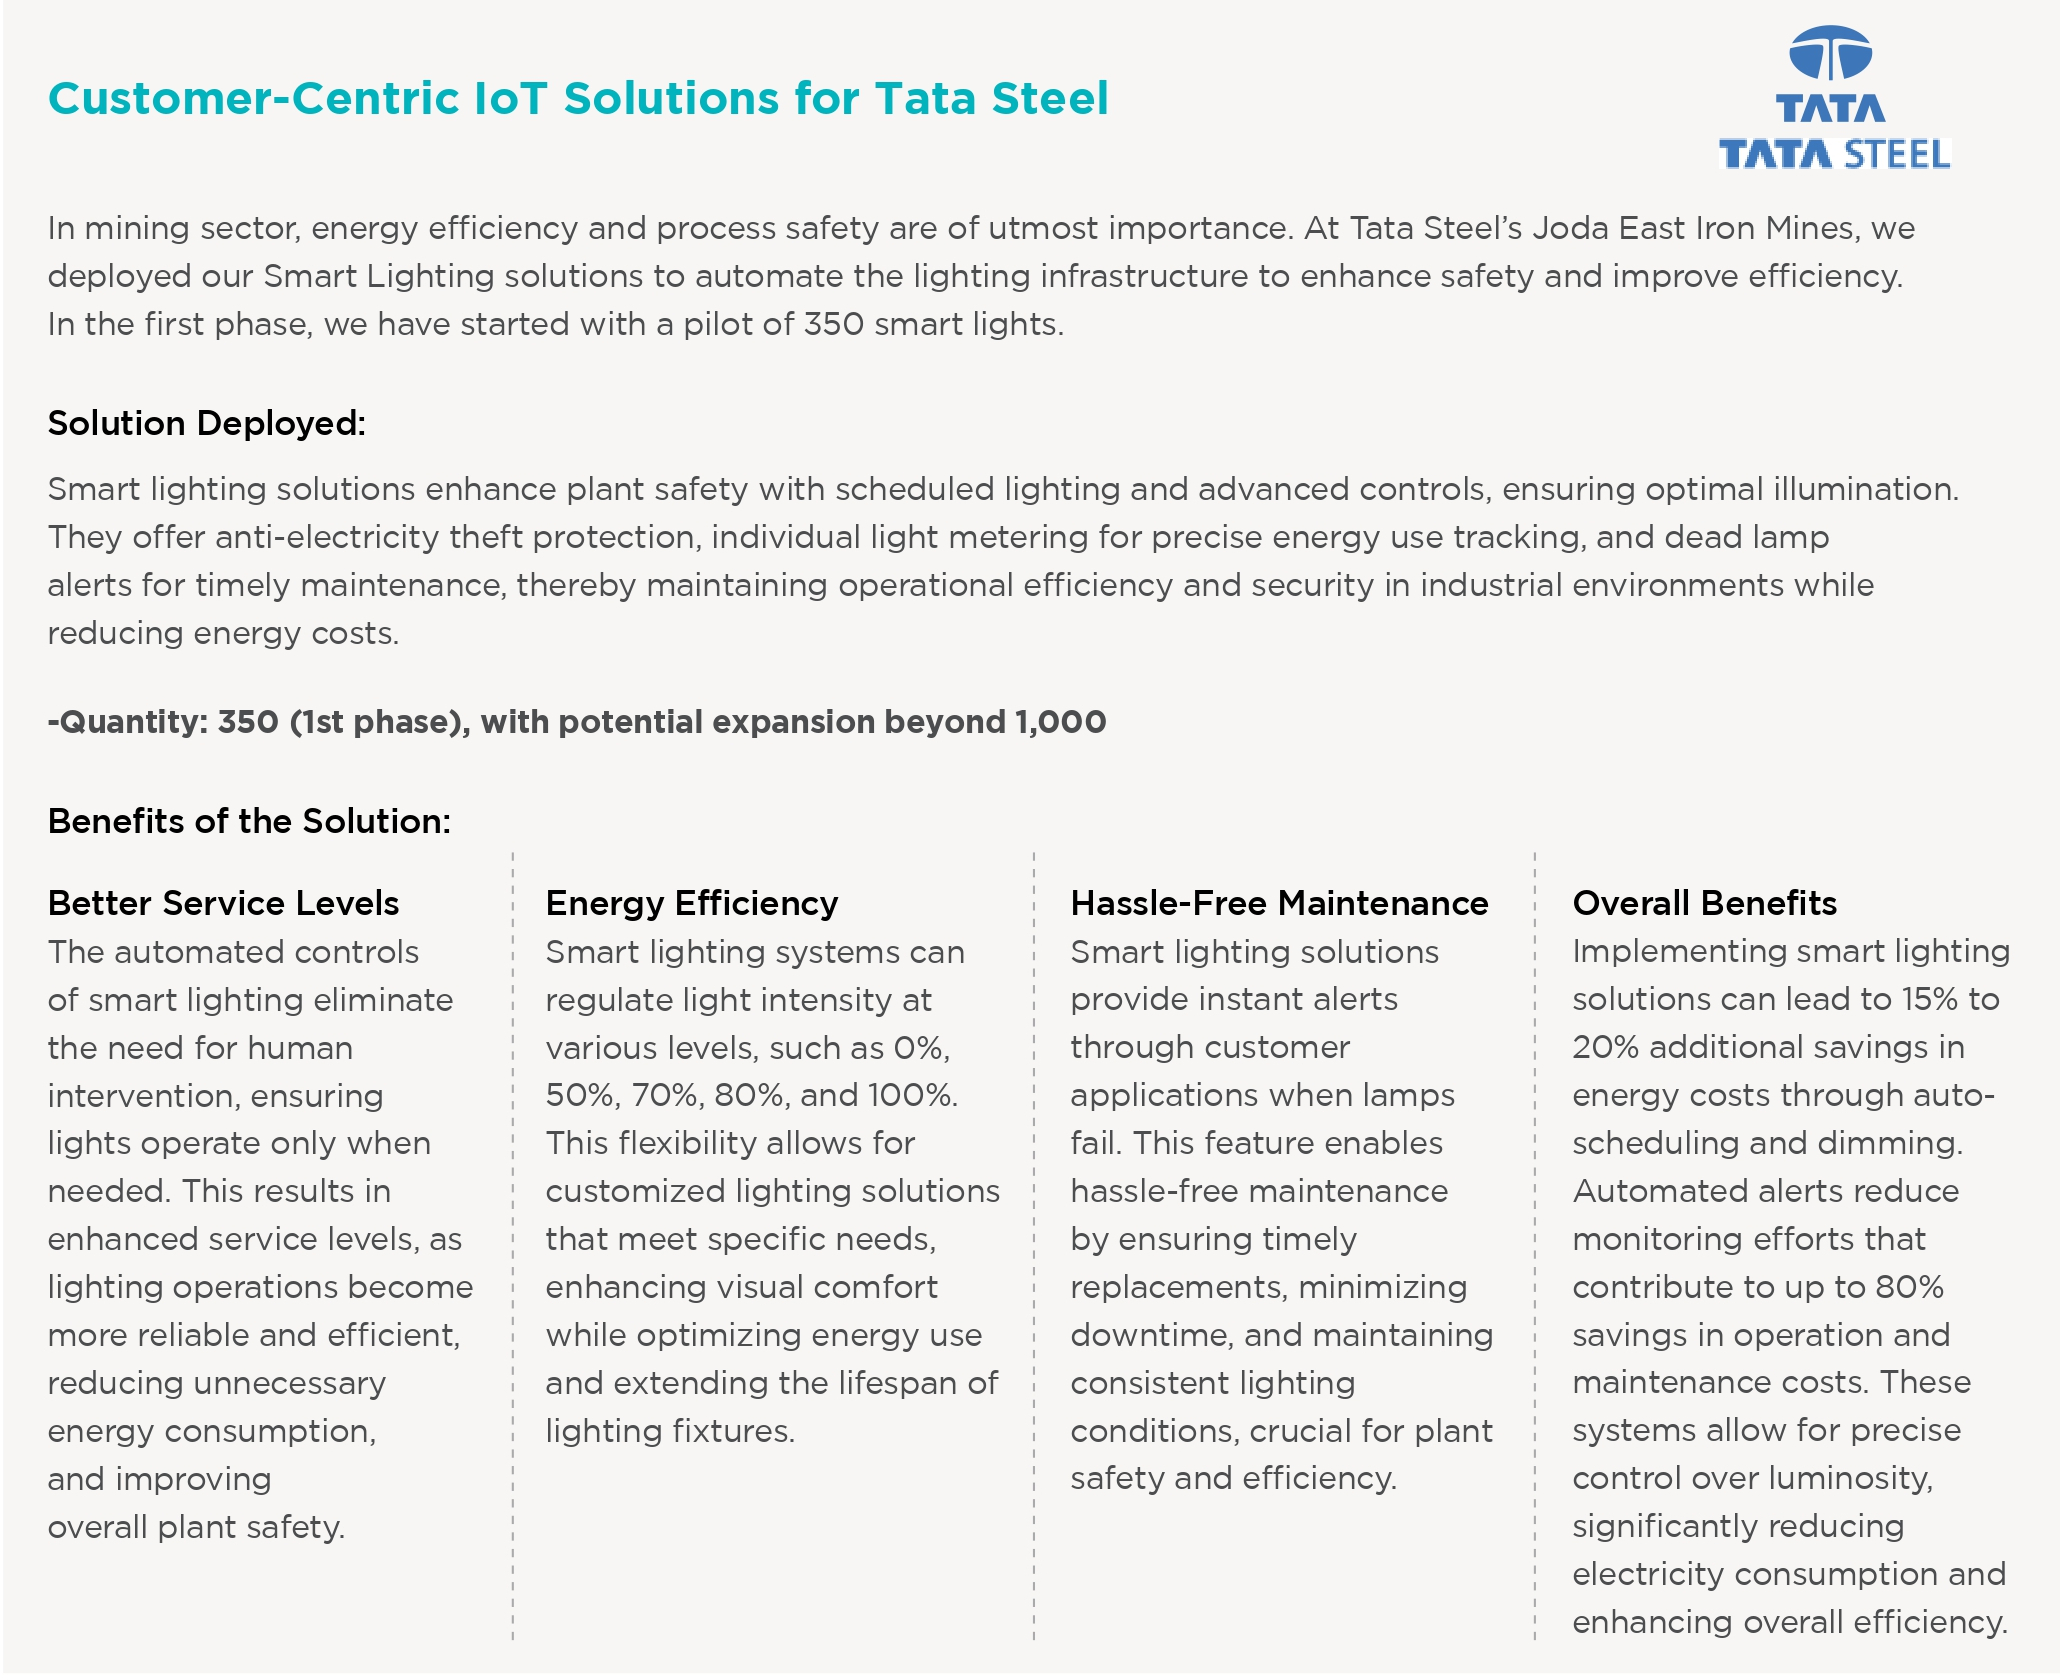 Customer-Centric IoT Solutions for Tata Steel
TATA
TATA STEEL
In mining sector, energy efficiency and process safety are of utmost importance. At Tata Steel’s Joda East Iron Mines, we
deployed our Smart Lighting solutions to automate the lighting infrastructure to enhance safety and improve efficiency.
In the first phase, we have started with a pilot of 350 smart lights.
Solution Deployed:
Smart lighting solutions enhance plant safety with scheduled lighting and advanced controls, ensuring optimal illumination.
They offer anti-electricity theft protection, individual light metering for precise energy use tracking, and dead lamp
alerts for timely maintenance, thereby maintaining operational efficiency and security in industrial environments while
reducing energy costs.
-Quantity: 350 (1st phase), with potential expansion beyond 1,000
Benefits of the Solution:
Better Service Levels
The automated controls
of smart lighting eliminate
the need for human
intervention, ensuring
lights operate only when
needed. This results in
enhanced service levels, as
lighting operations become
more reliable and efficient,
reducing unnecessary
energy consumption,
and improving
overall plant safety.
Energy Efficiency
Smart lighting systems can
regulate light intensity at
various levels, such as 0%,
50%, 70%, 80%, and 100%.
This flexibility allows for
customized lighting solutions
that meet specific needs,
enhancing visual comfort
while optimizing energy use
and extending the lifespan of
lighting fixtures.
Hassle-Free Maintenance
Smart lighting solutions
provide instant alerts
through customer
applications when lamps
fail. This feature enables
hassle-free maintenance
by ensuring timely
replacements, minimizing
downtime, and maintaining
consistent lighting
conditions, crucial for plant
safety and efficiency.
Overall Benefits
Implementing smart lighting
solutions can lead to 15% to
20% additional savings in
energy costs through auto-
scheduling and dimming.
Automated alerts reduce
monitoring efforts that
contribute to up to 80%
savings in operation and
maintenance costs. These
systems allow for precise
control over luminosity,
significantly reducing
electricity consumption and
enhancing overall efficiency.